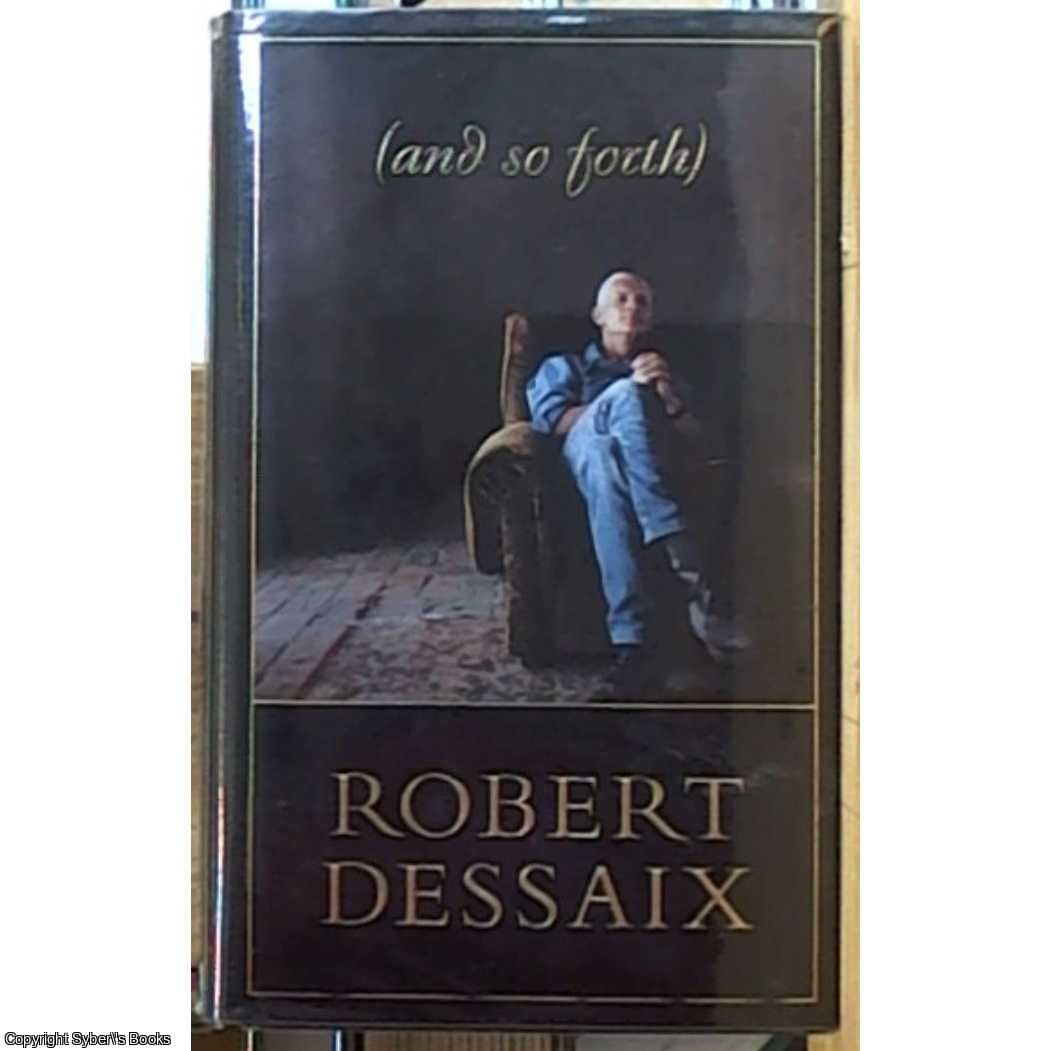 (and so forth)
ROBERT
DESSAIX
Copyright Syber\'s Books